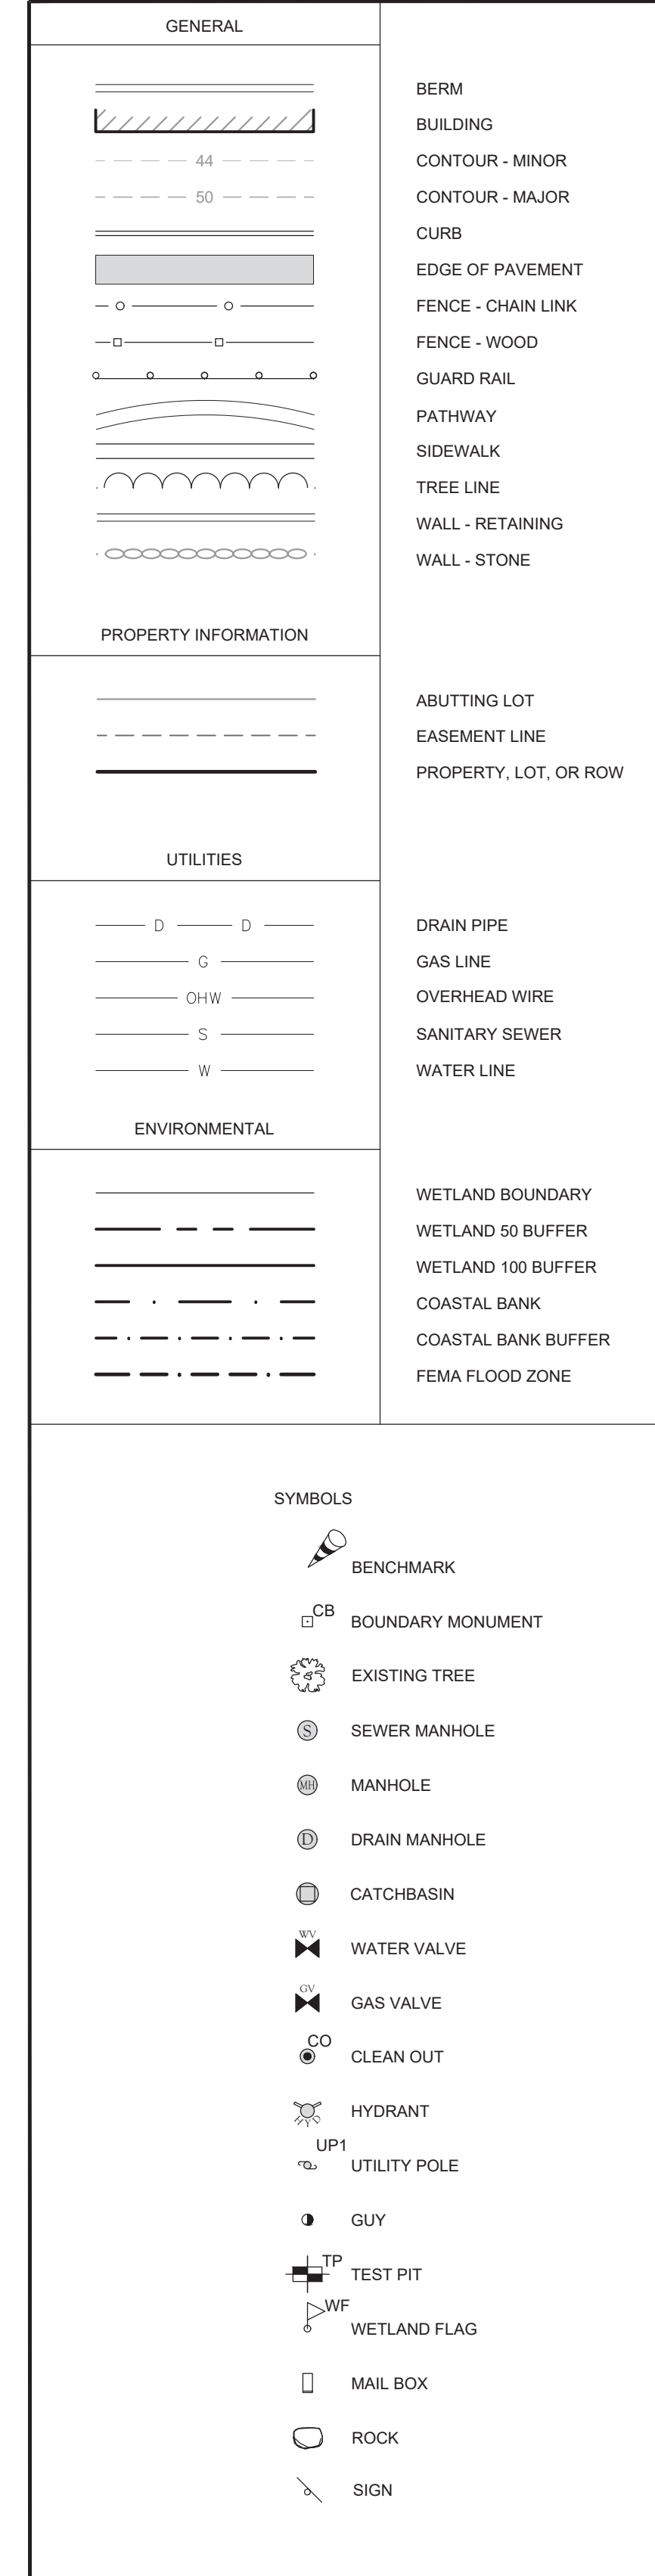 GENERAL
BERM
BUILDING
44 CONTOUR - MINOR
50 CONTOUR - MAJOR
CURB
EDGE OF PAVEMENT
FENCE - CHAIN LINK
FENCE - WOOD
GUARD RAIL
PATHWAY
SIDEWALK
TREE LINE
WALL - RETAINING
WALL - STONE
PROPERTY INFORMATION
ABUTTING LOT
EASEMENT LINE
PROPERTY, LOT, OR ROW
UTILITIES
D D DRAIN PIPE
G GAS LINE
OHW OVERHEAD WIRE
S SANITARY SEWER
W WATER LINE
ENVIRONMENTAL
WETLAND BOUNDARY
WETLAND 50 BUFFER
WETLAND 100 BUFFER
COASTAL BANK
COASTAL BANK BUFFER
FEMA FLOOD ZONE
SYMBOLS
BENCHMARK
CB
BOUNDARY MONUMENT
EXISTING TREE
S SEWER MANHOLE
MH MANHOLE
D DRAIN MANHOLE
CATCHBASIN
WV
WATER VALVE
GV
GAS VALVE
CO
CLEAN OUT
HYDRANT
HYD
UP1
UTILITY POLE
GUY
TP
TEST PIT
WF
WETLAND FLAG
MAIL BOX
ROCK
SIGN